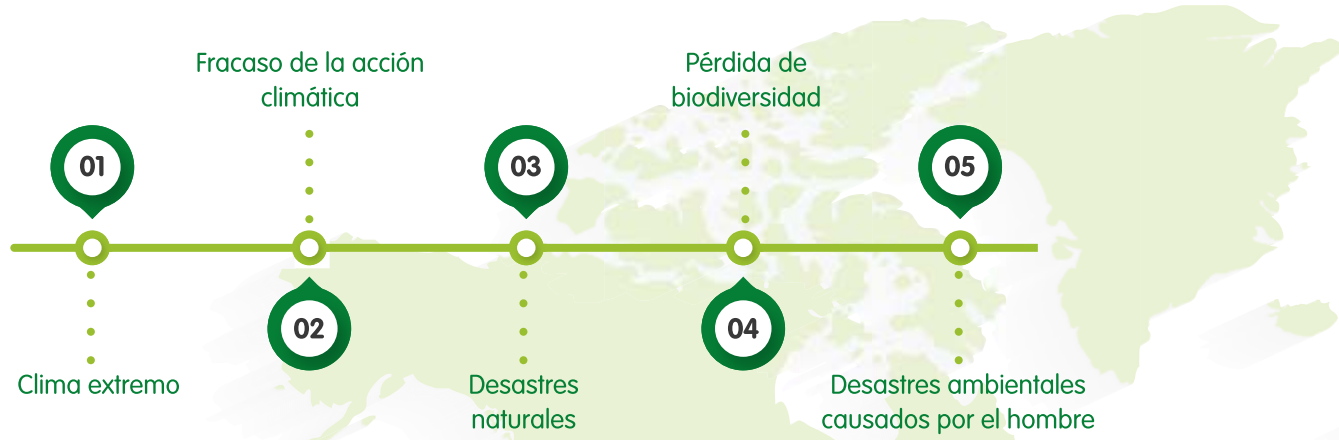 01
Clima extremo
Fracaso de la acción
climática
02
03
Desastres
naturales
Pérdida de
biodiversidad
04
05
Desastres ambientales
causados por el hombre